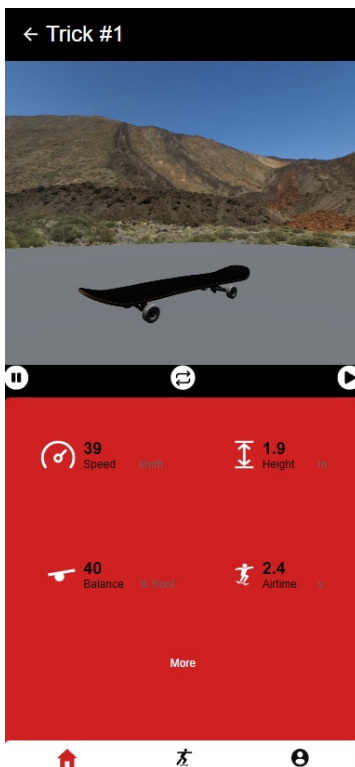 ← Trick #1
39
Speed km/h
1.9
Height m
40
Balance % front
2.4
Airtime s
More